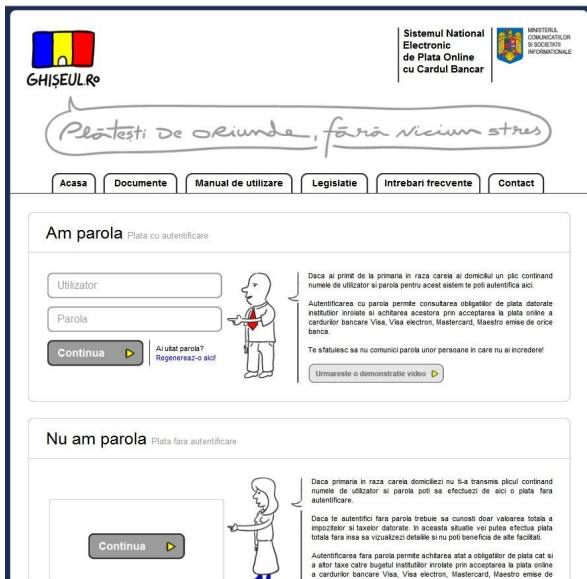 GHIȘEUL.RO
Sistemul National
Electronic
de Plata Online
cu Cardul Bancar
MINISTERUL
COMUNICATIILOR
SI SOCIETATII
INFORMATIONALE
Plătești De oriunde, fără niciun stres
Acasa
Documente
Manual de utilizare
Legislatie
Intrebari frecvente
Contact
Am parola Plata cu autentificare
Utilizator
Parola
Continua
Ai uitat parola?
Regenereaz-o aici!
Daca ai primit de la primaria in raza careia ai domiciliul un plic continand
numele de utilizator si parola pentru acest sistem te poti autentifica aici.
Autentificarea cu parola permite consultarea obligatiilor de plata datorate
institutiilor inrolate si achitarea acestora prin acceptarea la plata online a
cardurilor bancare Visa, Visa electron, Mastercard, Maestro emise de orice
banca.
Te sfatuiesc sa nu comunici parola unor persoane in care nu ai incredere!
Urmareste o demonstratie video
Nu am parola Plata fara autentificare
Continua
Daca primaria in raza careia domiciliezi nu ti-a transmis plicul continand
numele de utilizator si parola poti sa efectuezi de aici o plata fara
autentificare.
Daca te autentifici fara parola trebuie sa cunosti doar valoarea totala a
impozitelor si taxelor datorate. In aceasta situatie vei putea efectua plata
totala fara insa sa vizualizezi detaliile si nu poti beneficia de alte facilitati.
Autentificarea fara parola permite achitarea atat a obligatiilor de plata cat si
a altor taxe catre bugetul institutiilor inrolate prin acceptarea la plata online
a cardurilor bancare Visa, Visa electron, Mastercard, Maestro emise de